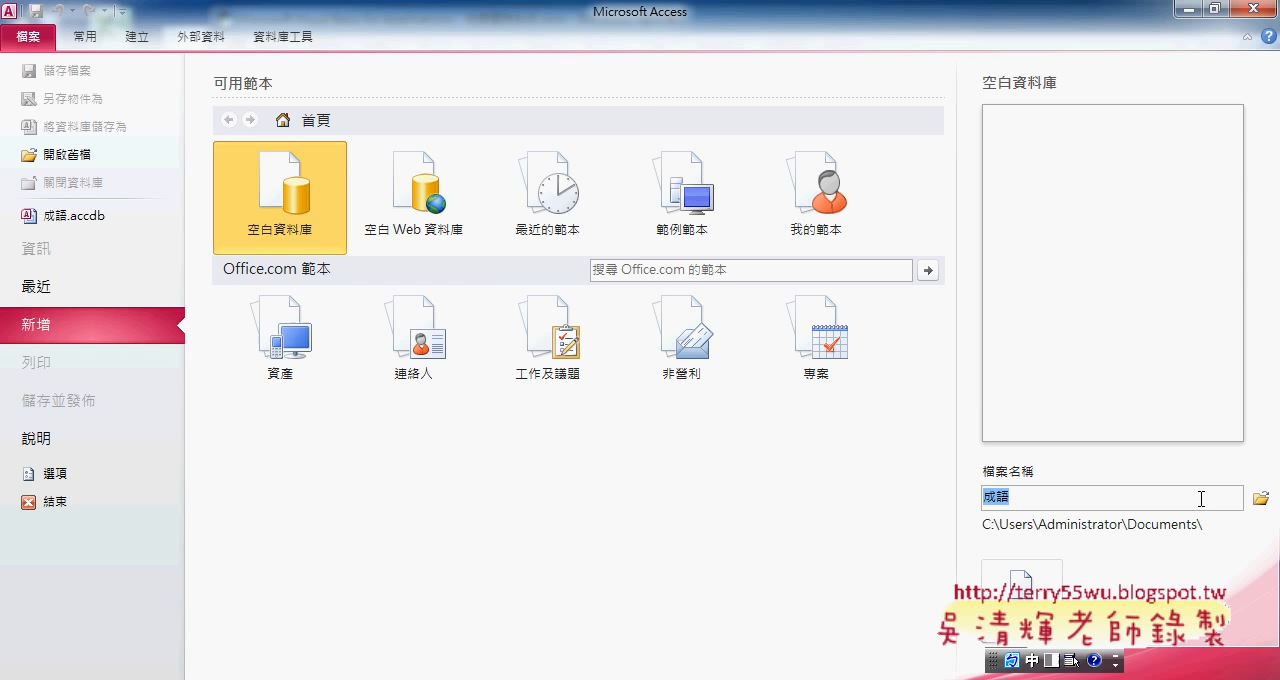 Microsoft Access
檔案 常用 建立 外部資料 資料庫工具
儲存檔案
另存物件為
將資料庫儲存為
開啟舊檔
關閉資料庫
成語.accdb
資訊
最近
新增
列印
儲存並發佈
說明
選項
結束
可用範本
首頁
空白資料庫 空白 Web 資料庫 最近的範本 範例範本 我的範本
Office.com 範本 搜尋 Office.com 的範本
資產 連絡人 工作及議題 非營利 專案
空白資料庫
檔案名稱
成語
C:\Users\Administrator\Documents\
http://terry55wu.blogspot.tw
吳清輝老師錄製
中